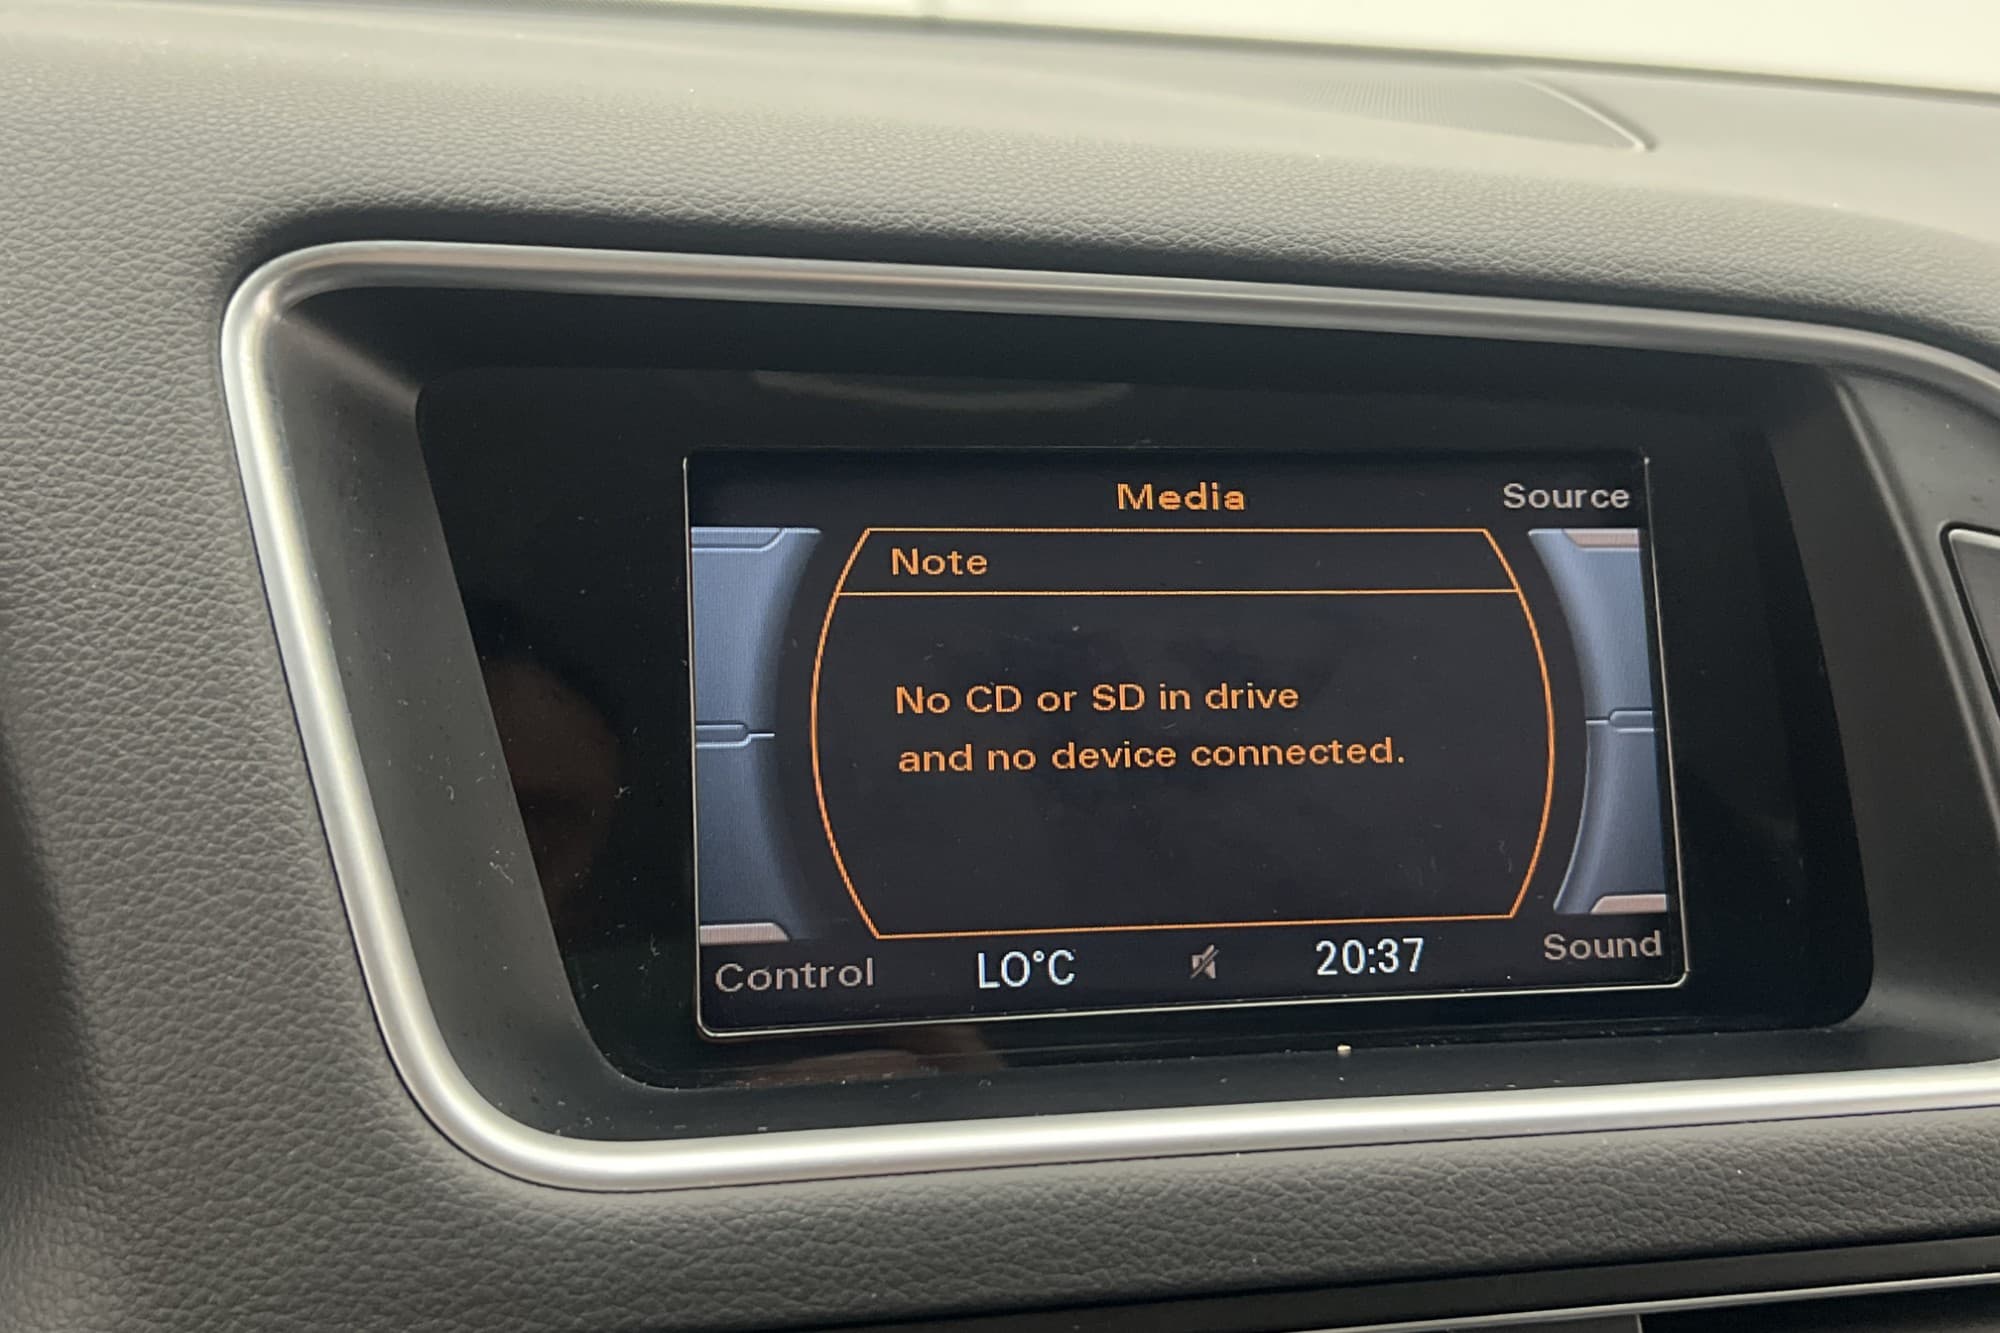 Media
Source
Note
No CD or SD in drive
and no device connected.
Control
LO°C
20:37
Sound